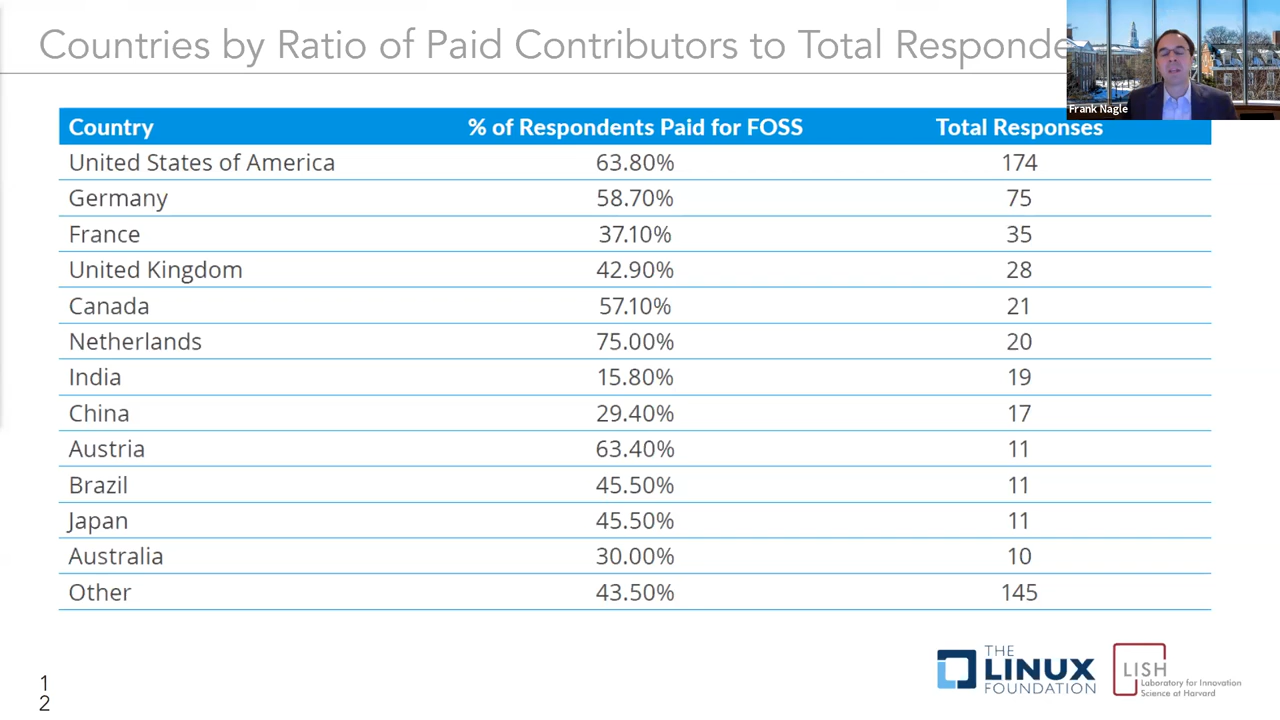 Countries by Ratio of Paid Contributors to Total Responde
Frank Nagle
Country % of Respondents Paid for FOSS Total Responses
United States of America 63.80% 174
Germany 58.70% 75
France 37.10% 35
United Kingdom 42.90% 28
Canada 57.10% 21
Netherlands 75.00% 20
India 15.80% 19
China 29.40% 17
Austria 63.40% 11
Brazil 45.50% 11
Japan 45.50% 11
Australia 30.00% 10
Other 43.50% 145
THE
LINUX
FOUNDATION
LISH
Laboratory for Innovation
Science at Harvard
1
2